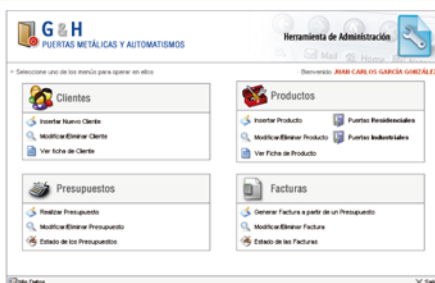 G & H
PUERTAS METÁLICAS Y AUTOMATISMOS
Herramienta de Administración
Mail Home
Seleccione uno de los menús para operar en ellos
Bienvenido JUAN CARLOS GARCÍA GONZÁLEZ
Clientes
Insertar Nuevo Cliente
Modificar/Eliminar Cliente
Ver ficha de Cliente
Productos
Insertar Producto
Puertas Residenciales
Modificar/Eliminar Producto
Puertas Industriales
Ver Ficha de Producto
Presupuestos
Realizar Presupuesto
Modificar/Eliminar Presupuesto
Estado de los Presupuestos
Facturas
Generar Factura a partir de un Presupuesto
Modificar/Eliminar Factura
Estado de las Facturas
Mis Datos